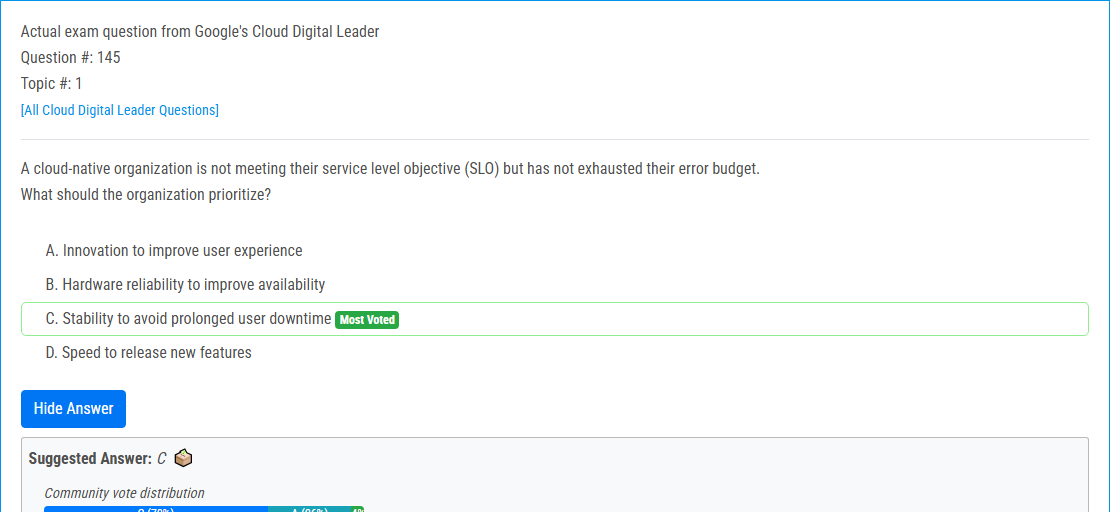 Actual exam question from Google's Cloud Digital Leader
Question #: 145
Topic #: 1
[All Cloud Digital Leader Questions]
A cloud-native organization is not meeting their service level objective (SLO) but has not exhausted their error budget.
What should the organization prioritize?
A. Innovation to improve user experience
B. Hardware reliability to improve availability
C. Stability to avoid prolonged user downtime Most Voted
D. Speed to release new features
Hide Answer
Suggested Answer: C
Community vote distribution